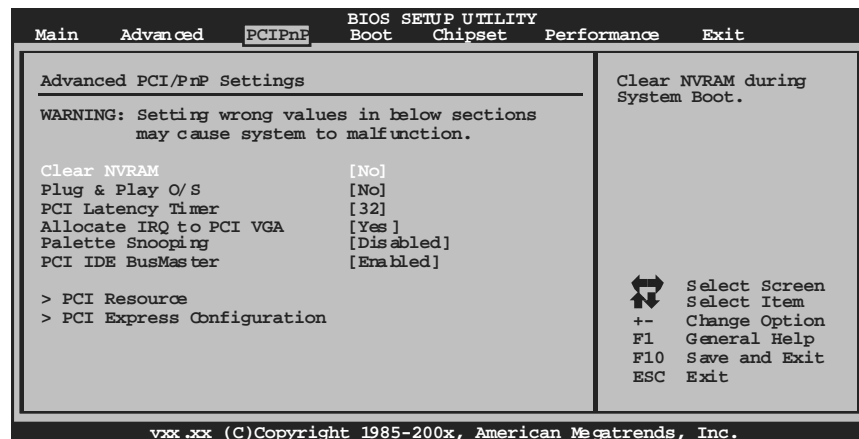 BIOS SETUP UTILITY
Main Advanced PCIPnP Boot Chipset Performance Exit
Advanced PCI/PnP Settings
WARNING: Setting wrong values in below sections
may cause system to malfunction.
Clear NVRAM [No]
Plug & Play O/S [No]
PCI Latency Timer [32]
Allocate IRQ to PCI VGA [Yes]
Palette Snooping [Disabled]
PCI IDE BusMaster [Enabled]
> PCI Resource
> PCI Express Configuration
Clear NVRAM during
System Boot.
Select Screen
Select Item
+- Change Option
F1 General Help
F10 Save and Exit
ESC Exit
vxx.xx (C)Copyright 1985-200x, American Megatrends, Inc.